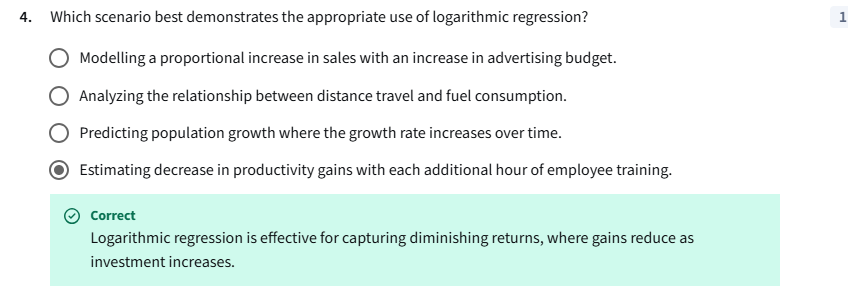 4. Which scenario best demonstrates the appropriate use of logarithmic regression?
1
Modelling a proportional increase in sales with an increase in advertising budget.
Analyzing the relationship between distance travel and fuel consumption.
Predicting population growth where the growth rate increases over time.
Estimating decrease in productivity gains with each additional hour of employee training.
Correct
Logarithmic regression is effective for capturing diminishing returns, where gains reduce as
investment increases.